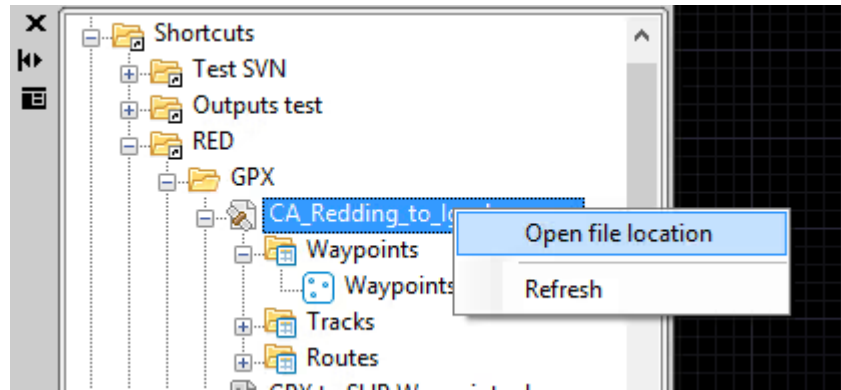 Shortcuts
Test SVN
Outputs test
RED
GPX
CA_Redding_to_
Open file location
Waypoints
Waypoints
Refresh
Tracks
Routes